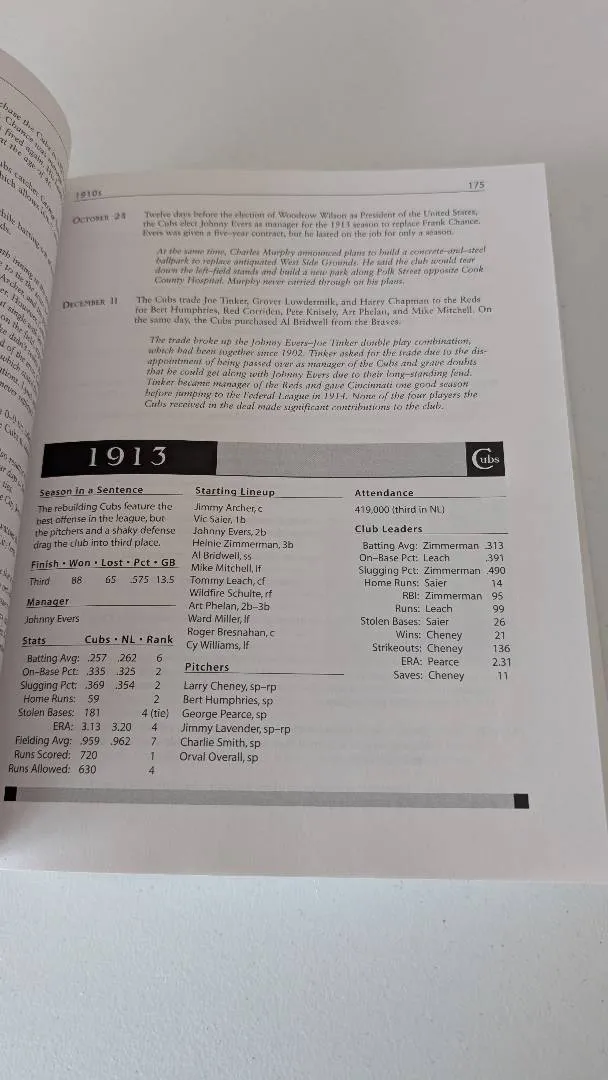 1910s 175
OCTOBER 24 Twelve days before the election of Woodrow Wilson as President of the United States,
the Cubs elect Johnny Evers as manager for the 1913 season to replace Frank Chance.
Evers was given a five-year contract, but he lasted on the job for only a season.
At the same time, Charles Murphy announced plans to build a concrete-and-steel
ballpark to replace antiquated West Side Grounds. He said the club would tear
down the left-field stands and build a new park along Polk Street opposite Cook
County Hospital. Murphy never carried through on his plans.
DECEMBER 11 The Cubs trade Joe Tinker, Grover Lowdermilk, and Harry Chapman to the Reds
for Bert Humphries, Red Corriden, Pete Knisely, Art Phelan, and Mike Mitchell. On
the same day, the Cubs purchased Al Bridwell from the Braves.
The trade broke up the Johnny Evers–Joe Tinker double play combination,
which had been together since 1902. Tinker asked for the trade due to the dis-
appointment of being passed over as manager of the Cubs and grave doubts
that he could get along with Johnny Evers due to their long-standing feud.
Tinker became manager of the Reds and gave Cincinnati one good season
before jumping to the Federal League in 1914. None of the four players the
Cubs received in the deal made significant contributions to the club.
1913
Cubs
Season in a Sentence
The rebuilding Cubs feature the
best offense in the league, but
the pitchers and a shaky defense
drag the club into third place.
Finish • Won • Lost • Pct • GB
Third 88 65 .575 13.5
Manager
Johnny Evers
Stats Cubs • NL • Rank
Batting Avg: .257 .262 6
On-Base Pct: .335 .325 2
Slugging Pct: .369 .354 2
Home Runs: 59 2
Stolen Bases: 181 4 (tie)
ERA: 3.13 3.20 4
Fielding Avg: .959 .962 7
Runs Scored: 720 1
Runs Allowed: 630 4
Starting Lineup
Jimmy Archer, c
Vic Saier, 1b
Johnny Evers, 2b
Heinie Zimmerman, 3b
Al Bridwell, ss
Mike Mitchell, lf
Tommy Leach, cf
Wildfire Schulte, rf
Art Phelan, 2b–3b
Ward Miller, lf
Roger Bresnahan, c
Cy Williams, lf
Pitchers
Larry Cheney, sp–rp
Bert Humphries, sp
George Pearce, sp
Jimmy Lavender, sp–rp
Charlie Smith, sp
Orval Overall, sp
Attendance
419,000 (third in NL)
Club Leaders
Batting Avg: Zimmerman .313
On-Base Pct: Leach .391
Slugging Pct: Zimmerman .490
Home Runs: Saier 14
RBI: Zimmerman 95
Runs: Leach 99
Stolen Bases: Saier 26
Wins: Cheney 21
Strikeouts: Cheney 136
ERA: Pearce 2.31
Saves: Cheney 11